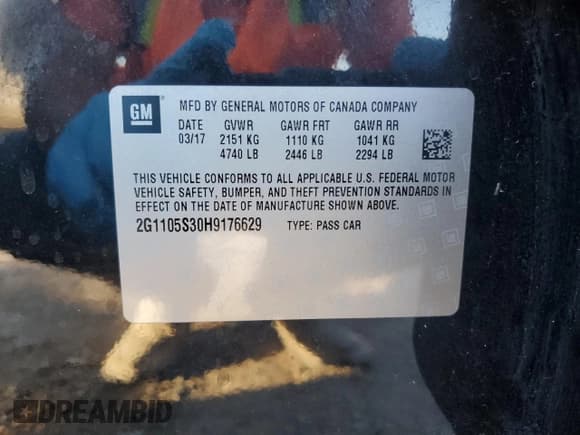 GM
MFD BY GENERAL MOTORS OF CANADA COMPANY
DATE GVWR GAWR FRT GAWR RR
03/17 2151 KG 1110 KG 1041 KG
4740 LB 2446 LB 2294 LB
THIS VEHICLE CONFORMS TO ALL APPLICABLE U.S. FEDERAL MOTOR
VEHICLE SAFETY, BUMPER, AND THEFT PREVENTION STANDARDS IN
EFFECT ON THE DATE OF MANUFACTURE SHOWN ABOVE.
2G1105S30H9176629 TYPE: PASS CAR
DREAMBID